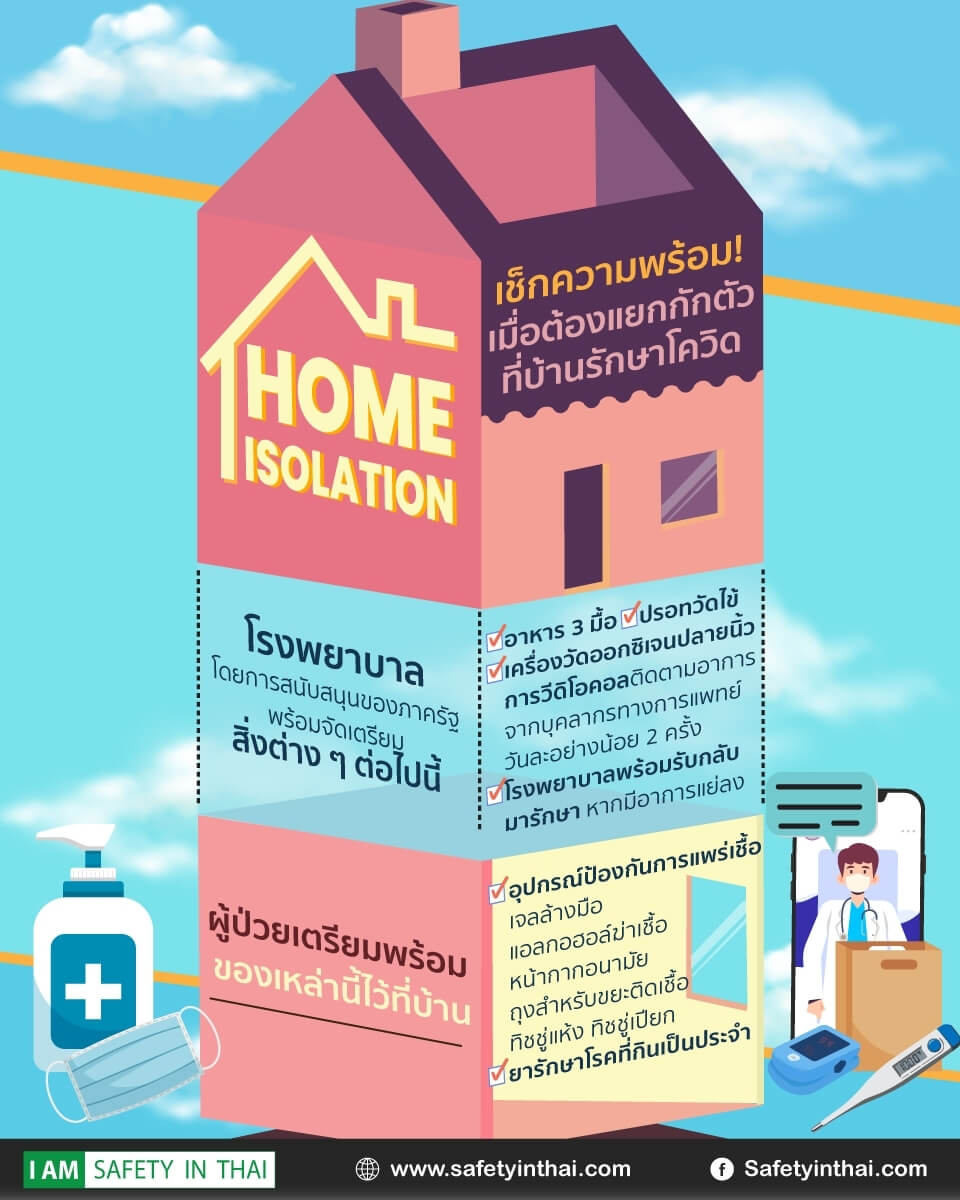 HOME
ISOLATION
เช็กความพร้อม!
เมื่อต้องแยกกักตัว
ที่บ้านรักษาโควิด
โรงพยาบาล
โดยการสนับสนุนของภาครัฐ
พร้อมจัดเตรียม
สิ่งต่าง ๆ ต่อไปนี้
อาหาร 3 มื้อ ปรอทวัดไข้
เครื่องวัดออกซิเจนปลายนิ้ว
การวีดิโอคอลติดตามอาการ
จากบุคลากรทางการแพทย์
วันละอย่างน้อย 2 ครั้ง
โรงพยาบาลพร้อมรับกลับ
มารักษา หากมีอาการแย่ลง
ผู้ป่วยเตรียมพร้อม
ของเหล่านี้ไว้ที่บ้าน
อุปกรณ์ป้องกันการแพร่เชื้อ
เจลล้างมือ
แอลกอฮอล์ฆ่าเชื้อ
หน้ากากอนามัย
ถุงสำหรับขยะติดเชื้อ
ทิชชู่แห้ง ทิชชู่เปียก
ยารักษาโรคที่กินเป็นประจำ
I AM SAFETY IN THAI
www.safetyinthai.com
Safetyinthai.com